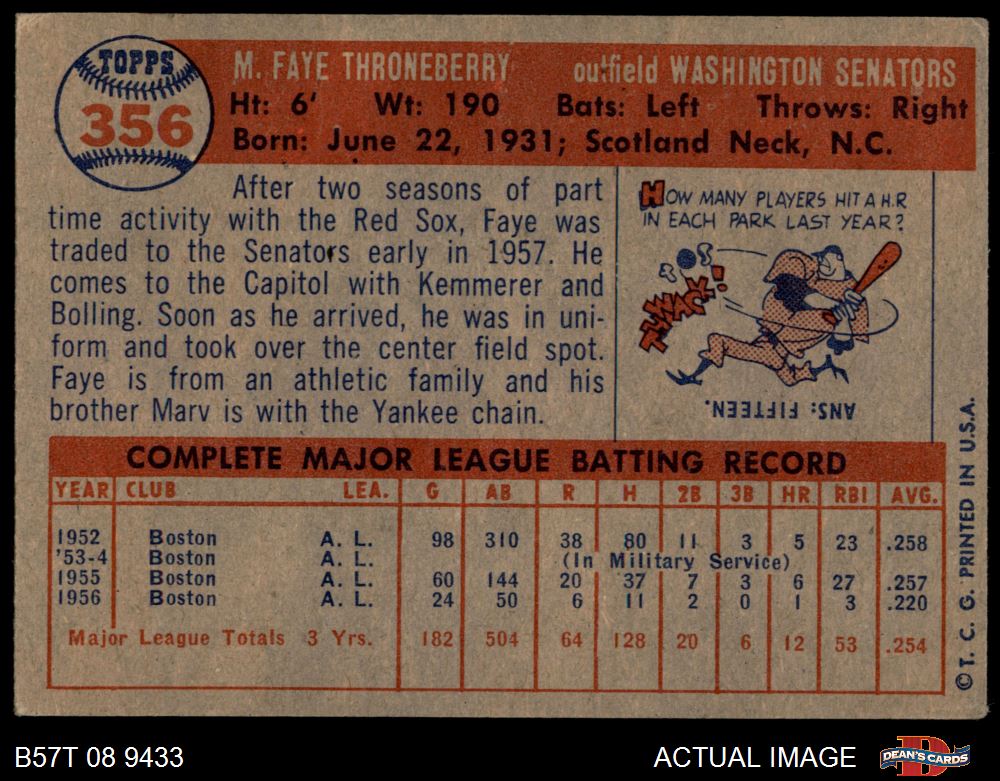 TOPPS
356
M. FAYE THRONEBERRY outfield WASHINGTON SENATORS
Ht: 6' Wt: 190 Bats: Left Throws: Right
Born: June 22, 1931; Scotland Neck, N.C.
After two seasons of part
time activity with the Red Sox, Faye was
traded to the Senators early in 1957. He
comes to the Capitol with Kemmerer and
Bolling. Soon as he arrived, he was in uni-
form and took over the center field spot.
Faye is from an athletic family and his
brother Marv is with the Yankee chain.
HOW MANY PLAYERS HIT A H.R.
IN EACH PARK LAST YEAR?
THWACK!
ANS: FIFTEEN.
COMPLETE MAJOR LEAGUE BATTING RECORD
YEAR CLUB LEA. G AB R H 2B 3B HR RBI AVG.
1952 Boston A. L. 98 310 38 80 11 3 5 23 .258
'53-4 Boston A. L. (In Military Service)
1955 Boston A. L. 60 144 20 37 7 3 6 27 .257
1956 Boston A. L. 24 50 6 11 2 0 1 3 .220
Major League Totals 3 Yrs. 182 504 64 128 20 6 12 53 .254
© T. C. G. PRINTED IN U.S.A.
B57T 08 9433 ACTUAL IMAGE
DEAN'S CARDS